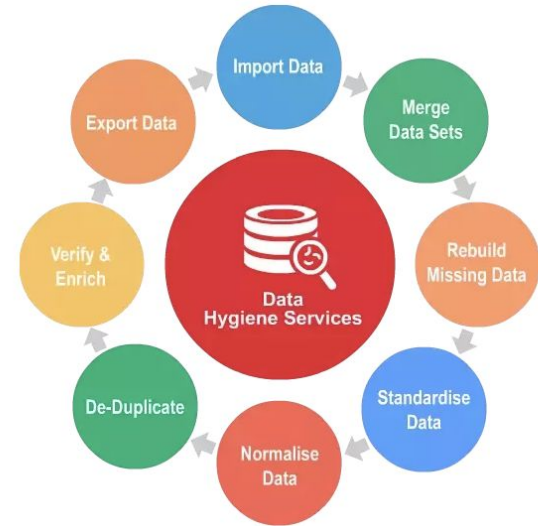 Import Data
Merge
Data Sets
Rebuild
Missing Data
Standardise
Data
Normalise
Data
De-Duplicate
Verify &
Enrich
Export Data
Data
Hygiene Services